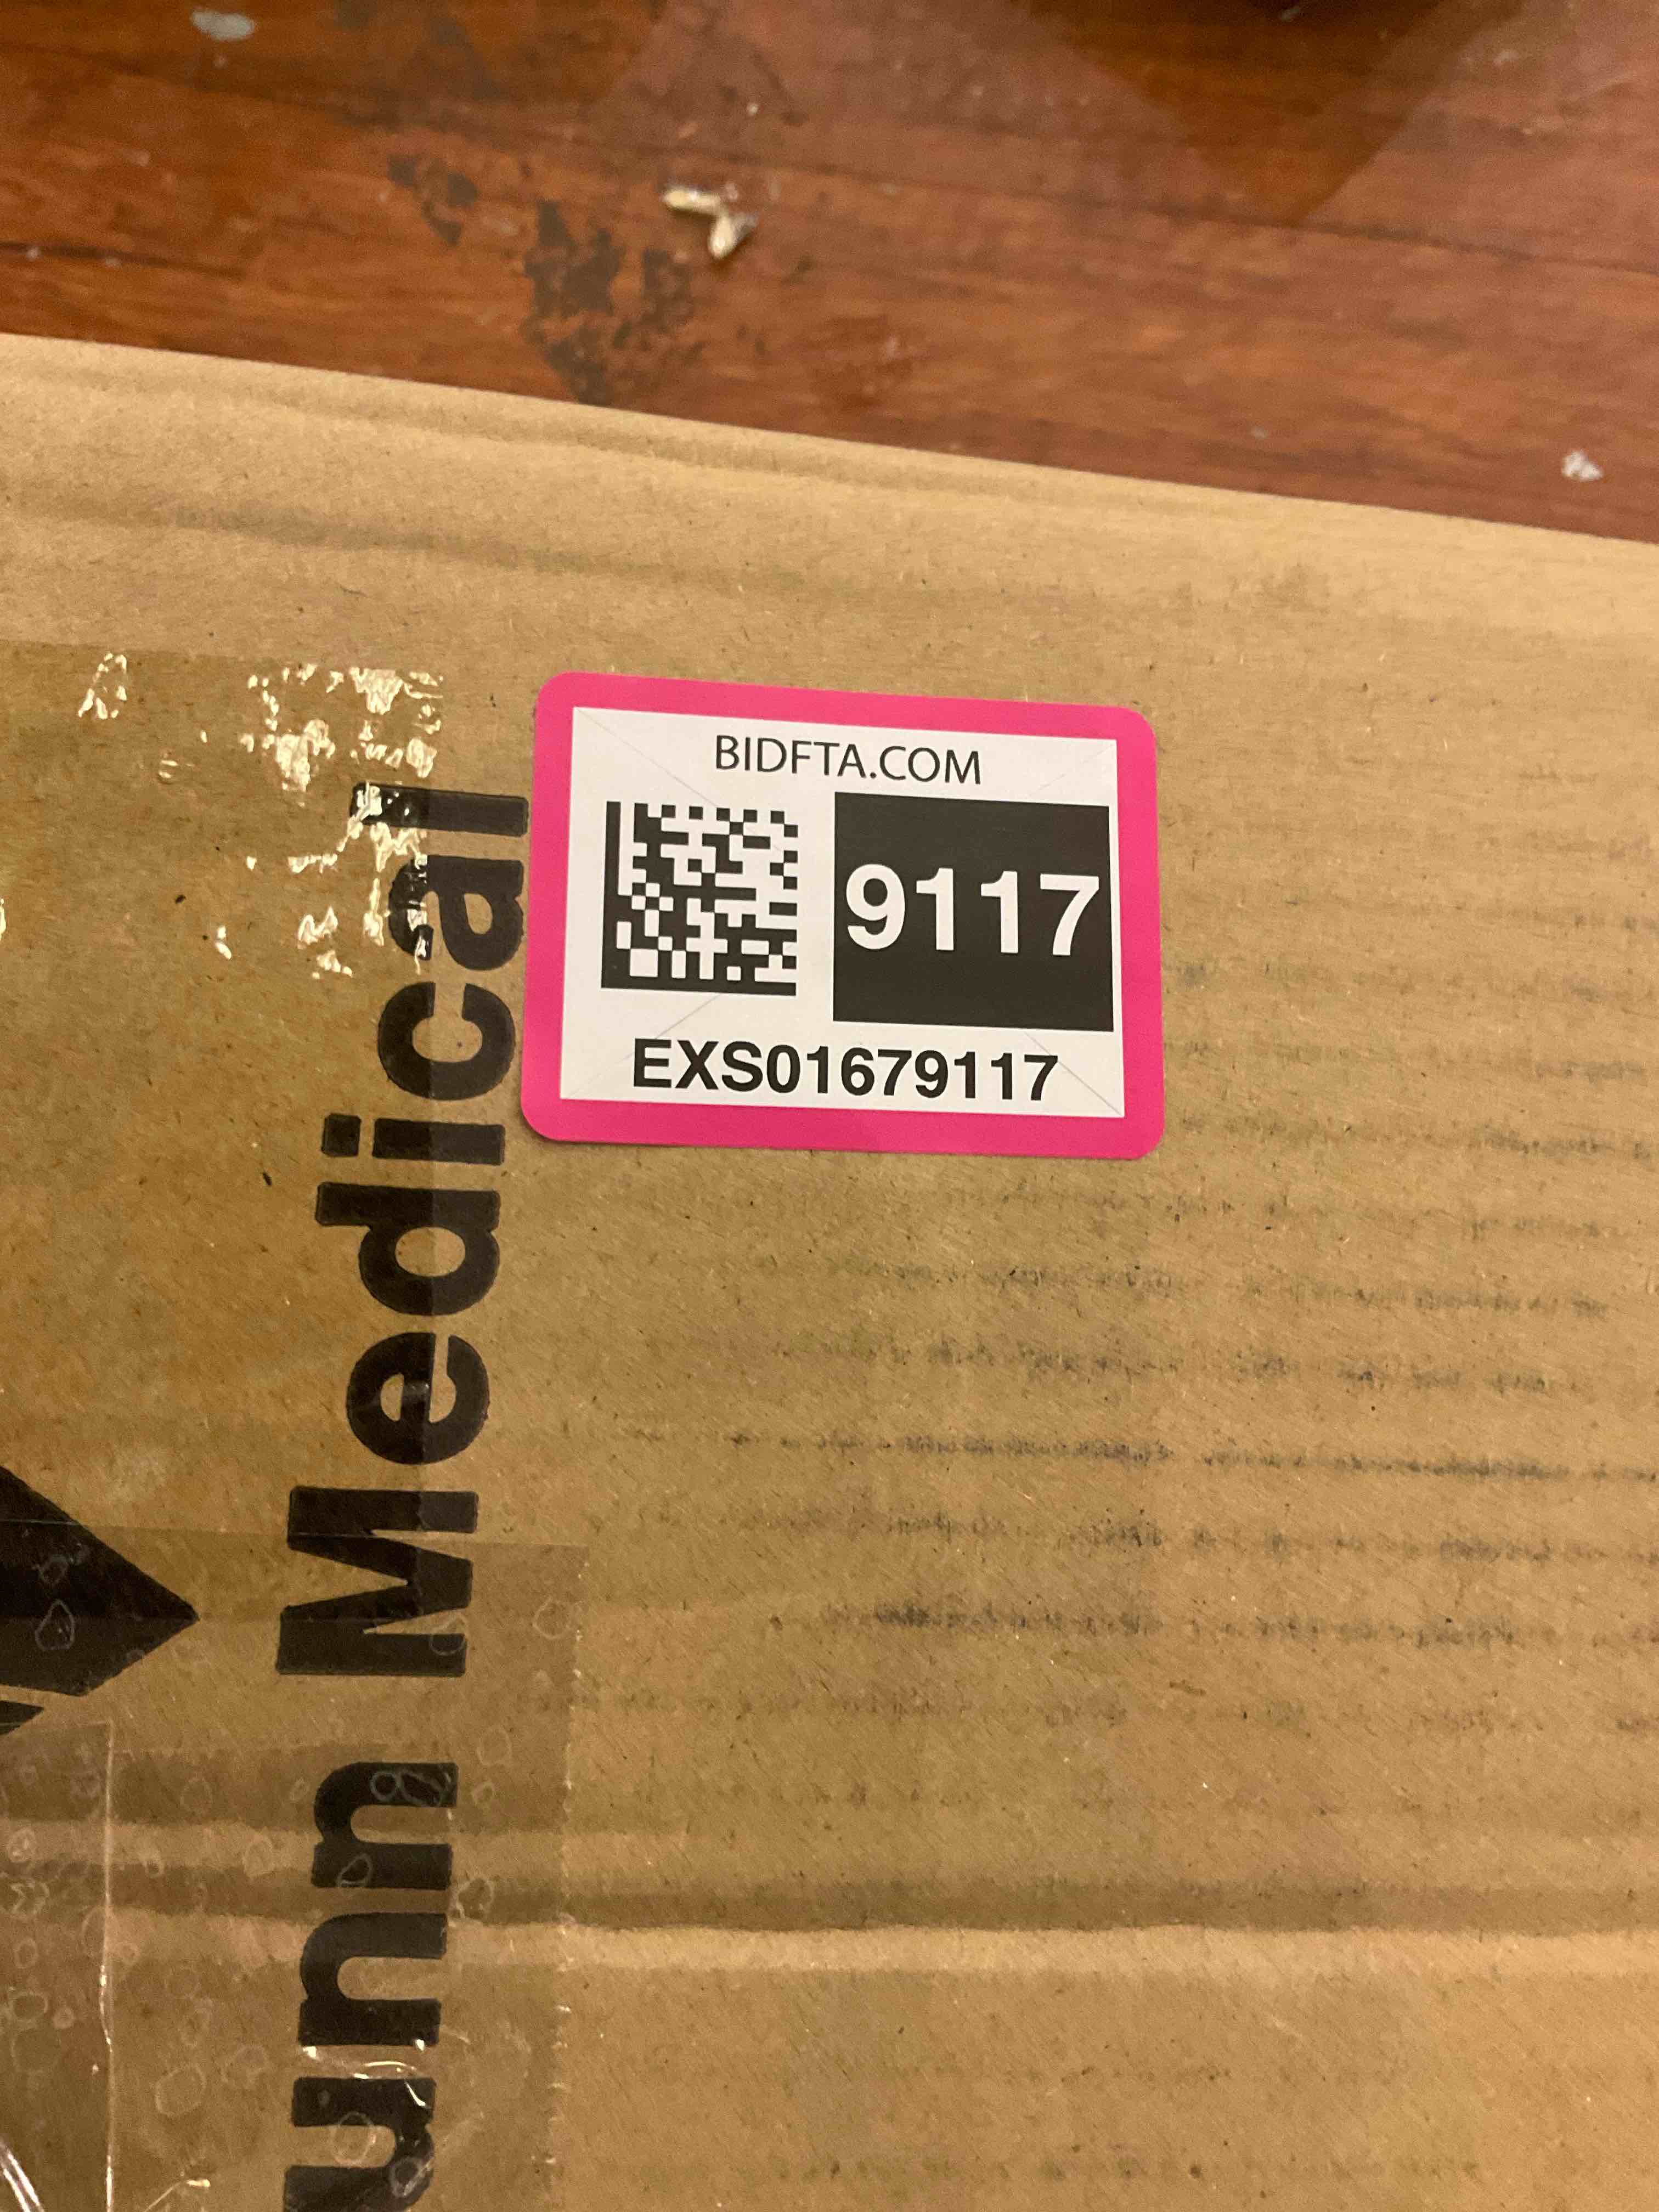 BIDFTA.COM
9117
EXS01679117
unn Medical